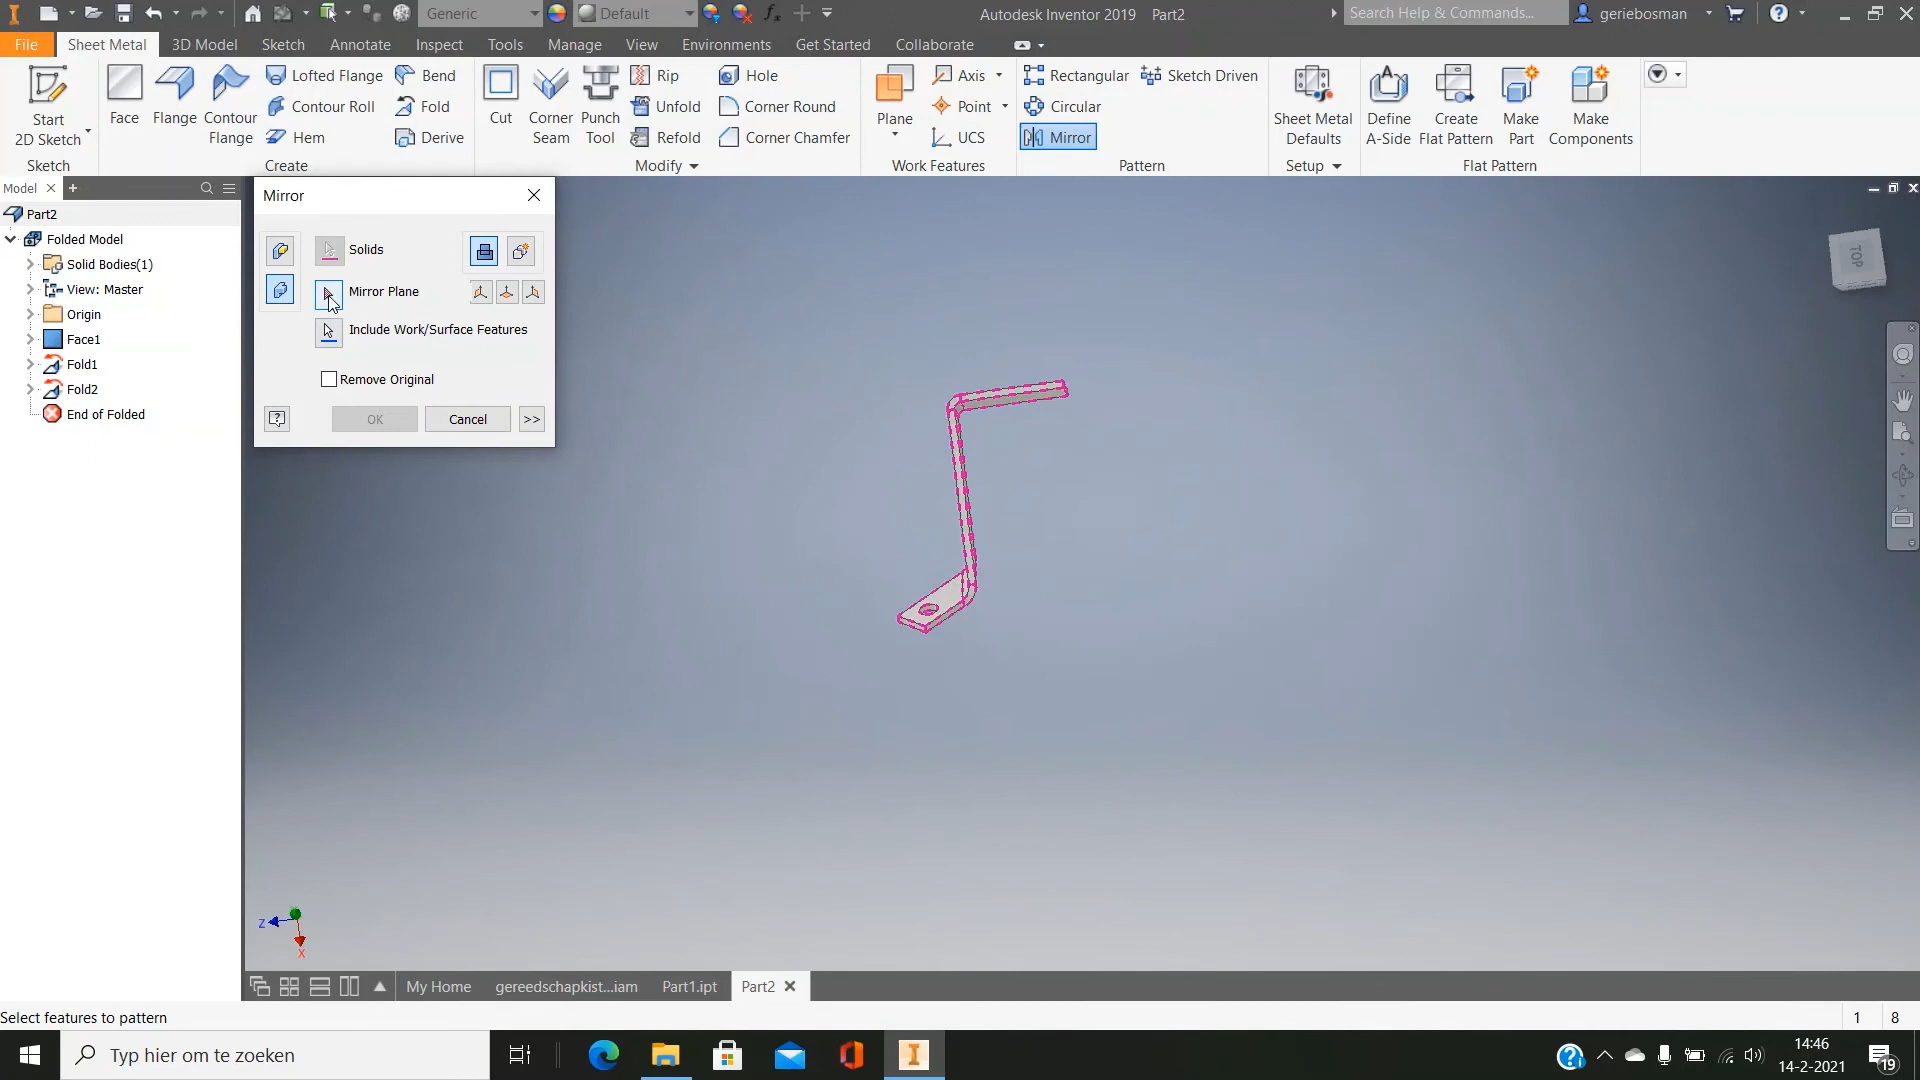 Generic
Default
Autodesk Inventor 2019 Part2
Search Help & Commands...
geriebosman
File Sheet Metal 3D Model Sketch Annotate Inspect Tools Manage View Environments Get Started Collaborate
Start
2D Sketch
Sketch
Face
Flange
Contour
Flange
Lofted Flange
Contour Roll
Hem
Bend
Fold
Derive
Create
Cut
Corner
Seam
Punch
Tool
Rip
Unfold
Refold
Hole
Corner Round
Corner Chamfer
Modify
Plane
Axis
Point
UCS
Work Features
Rectangular
Sketch Driven
Circular
Mirror
Pattern
Sheet Metal
Defaults
Setup
Define
A-Side
Create
Flat Pattern
Make
Part
Make
Components
Flat Pattern
Model
Part2
Folded Model
Solid Bodies(1)
View: Master
Origin
Face1
Fold1
Fold2
End of Folded
Mirror
Solids
Mirror Plane
Include Work/Surface Features
Remove Original
OK Cancel >>
TOP
Z
X
My Home gereedschapkist...iam Part1.ipt Part2
Select features to pattern
1 8
Typ hier om te zoeken
14:46
14-2-2021
19